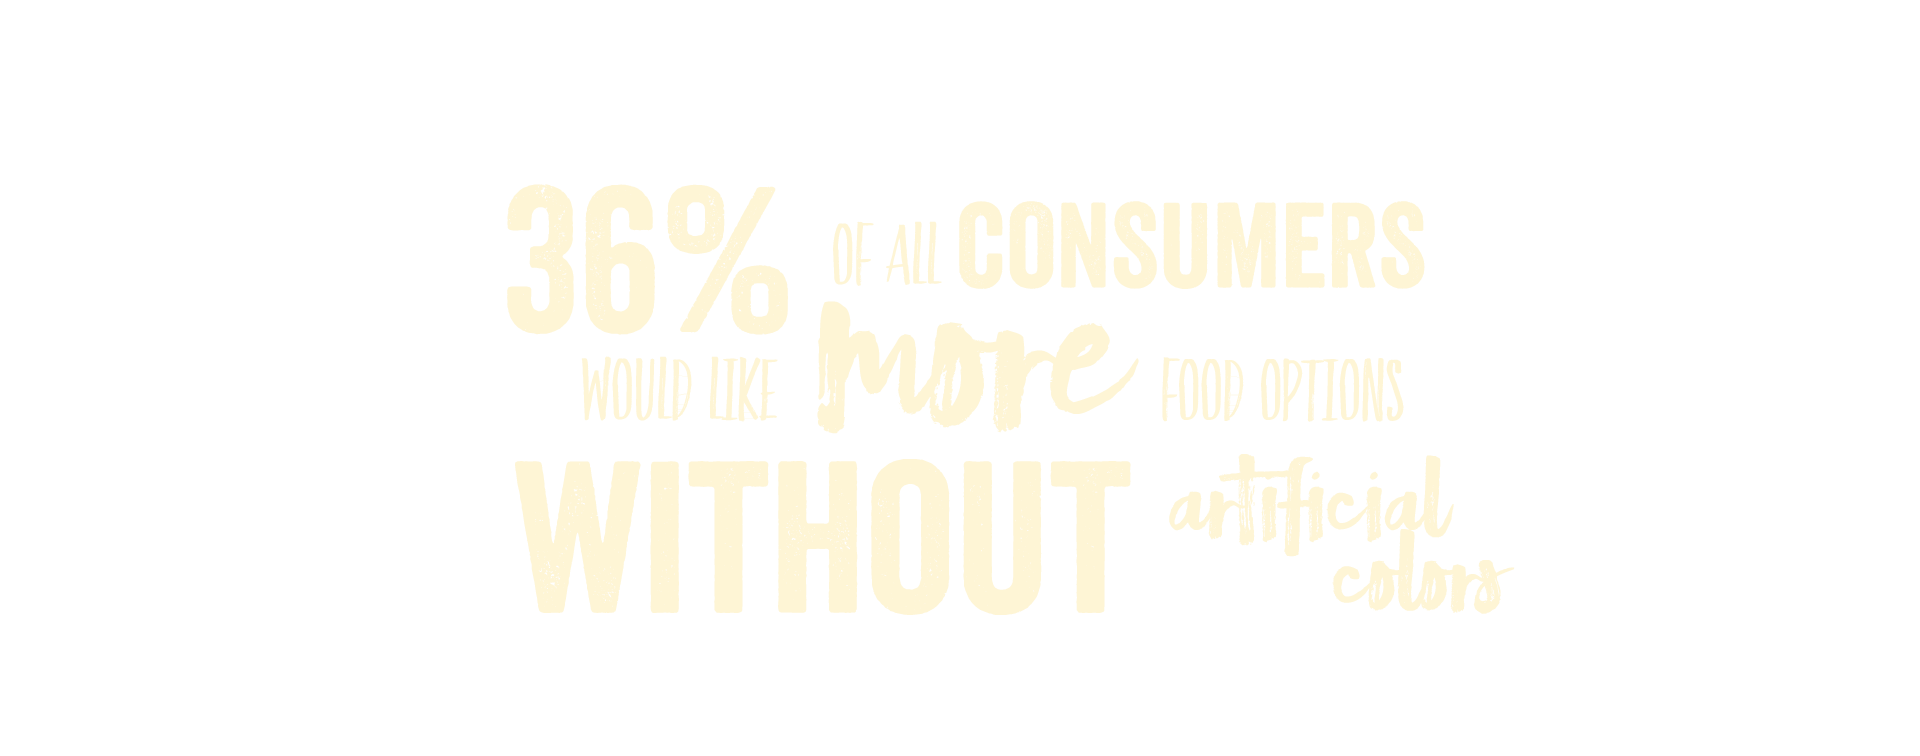 36% OF ALL CONSUMERS
WOULD LIKE more FOOD OPTIONS
WITHOUT artificial
colors